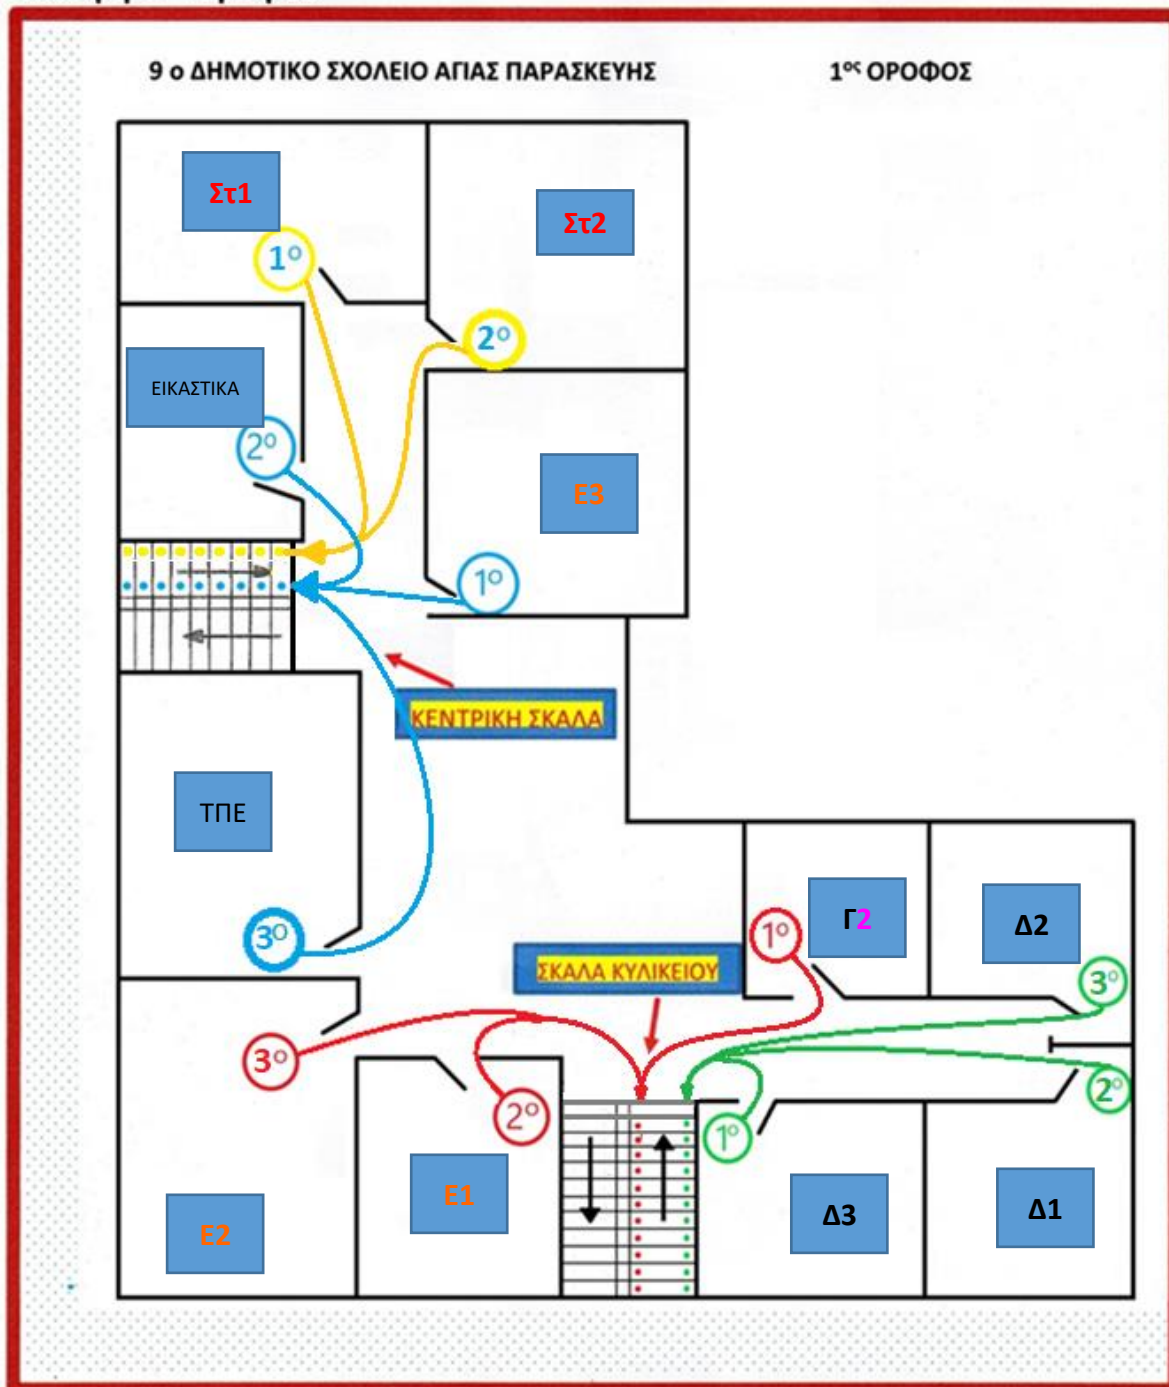 9 ο ΔΗΜΟΤΙΚΟ ΣΧΟΛΕΙΟ ΑΓΙΑΣ ΠΑΡΑΣΚΕΥΗΣ 1ος ΟΡΟΦΟΣ
Στ1
Στ2
1ο
2ο
ΕΙΚΑΣΤΙΚΑ
2ο
Ε3
1ο
ΚΕΝΤΡΙΚΗ ΣΚΑΛΑ
ΤΠΕ
3ο
Γ2
Δ2
1ο
ΣΚΑΛΑ ΚΥΛΙΚΕΙΟΥ
3ο
3ο
2ο
2ο
1ο
Ε1
Ε2
Δ3
Δ1